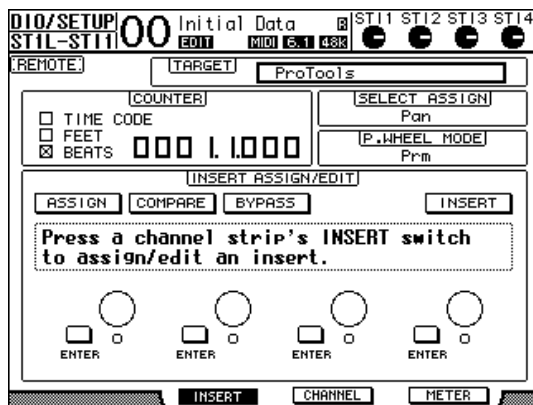 DIO/SETUP 00 Initial Data R ST11 ST12 ST13 ST14
ST1L-ST11 EDIT MIDI 6.1 48K
REMOTE TARGET ProTools
COUNTER
TIME CODE
FEET
BEATS 000 1.1.000
SELECT ASSIGN
Pan
P.WHEEL MODE
Prm
INSERT ASSIGN/EDIT
ASSIGN COMPARE BYPASS INSERT
Press a channel strip's INSERT switch
to assign/edit an insert.
ENTER ENTER ENTER ENTER
INSERT CHANNEL METER